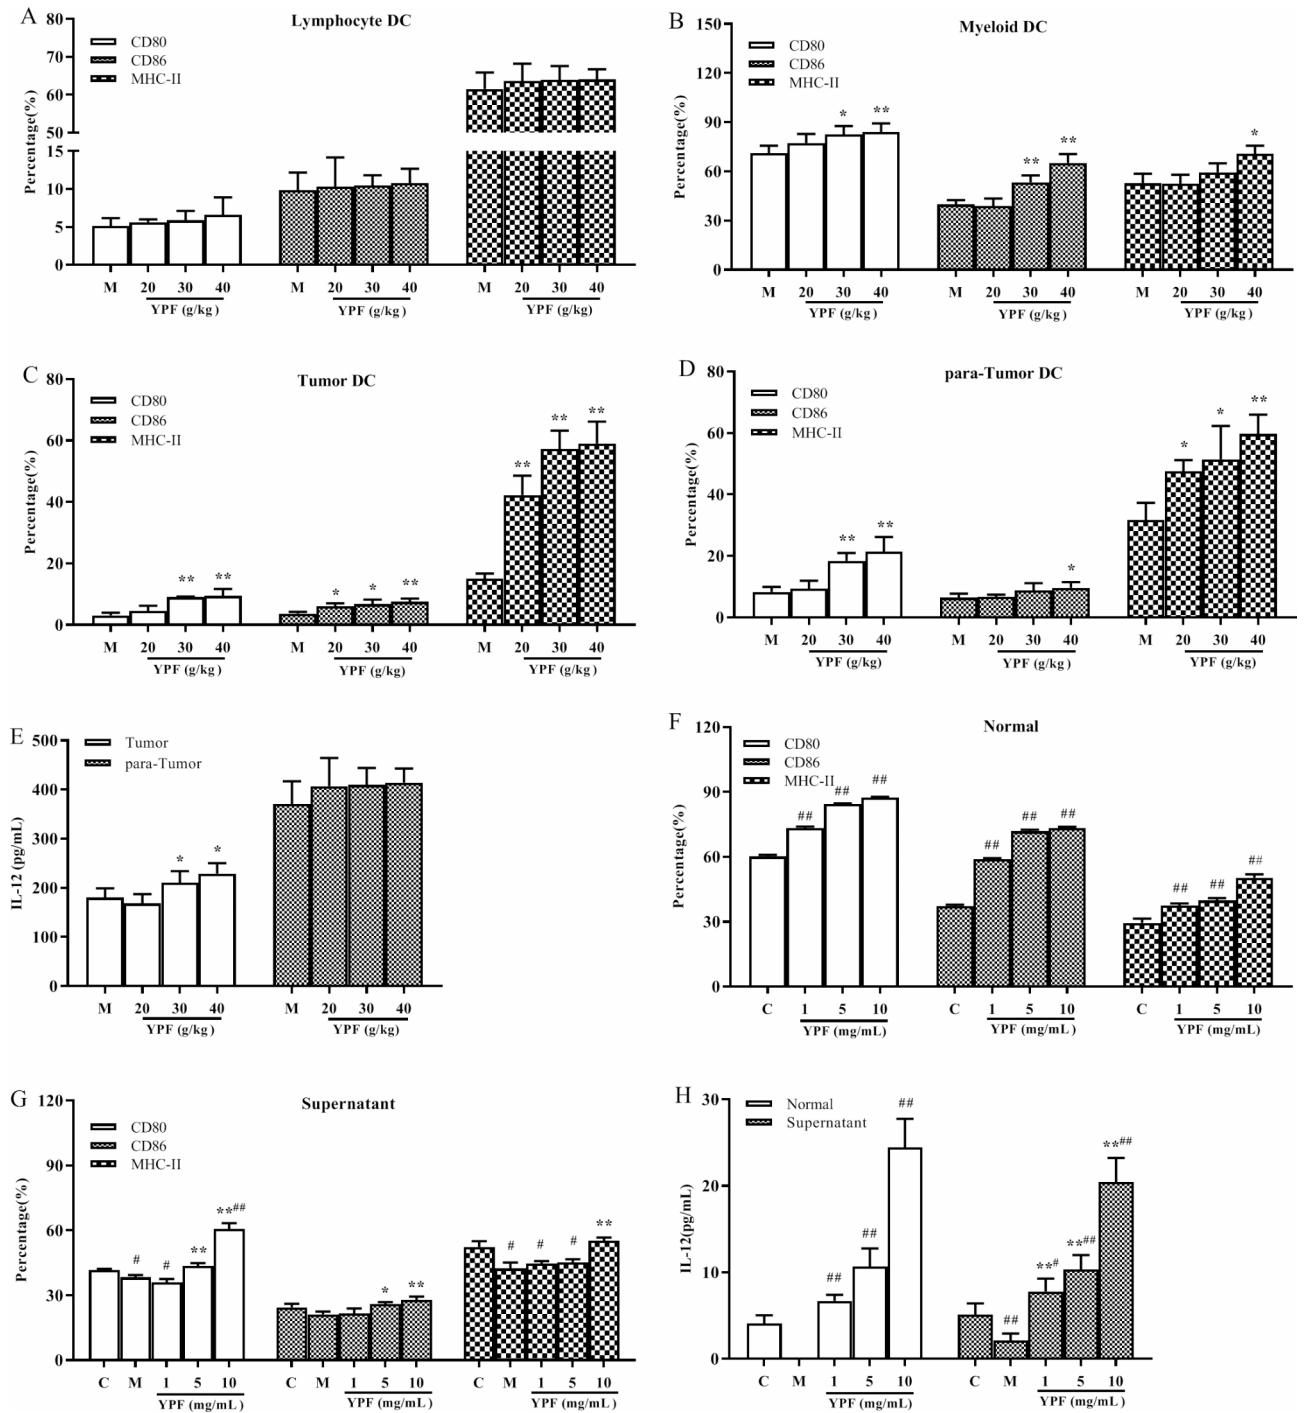 A
Lymphocyte DC
CD80
CD86
MHC-II
Percentage(%)
80
70
60
50
15
10
5
0
M 20 30 40 M 20 30 40 M 20 30 40
YPF (g/kg) YPF (g/kg) YPF (g/kg)
B
Myeloid DC
CD80
CD86
MHC-II
Percentage(%)
150
120
90
60
30
0
* ** ** ** *
M 20 30 40 M 20 30 40 M 20 30 40
YPF (g/kg) YPF (g/kg) YPF (g/kg)
C
Tumor DC
CD80
CD86
MHC-II
Percentage(%)
80
60
40
20
0
** ** * * ** ** ** **
M 20 30 40 M 20 30 40 M 20 30 40
YPF (g/kg) YPF (g/kg) YPF (g/kg)
D
para-Tumor DC
CD80
CD86
MHC-II
Percentage(%)
80
60
40
20
0
** ** * * * **
M 20 30 40 M 20 30 40 M 20 30 40
YPF (g/kg) YPF (g/kg) YPF (g/kg)
E
Tumor
para-Tumor
IL-12 (pg/mL)
500
400
300
200
100
0
* *
M 20 30 40 M 20 30 40
YPF (g/kg) YPF (g/kg)
F
Normal
CD80
CD86
MHC-II
Percentage(%)
120
90
60
30
0
## ## ## ## ## ## ## ## ##
C 1 5 10 C 1 5 10 C 1 5 10
YPF (mg/mL) YPF (mg/mL) YPF (mg/mL)
G
Supernatant
CD80
CD86
MHC-II
Percentage(%)
120
90
60
30
0
# # ** **## * ** # # # **
C M 1 5 10 C M 1 5 10 C M 1 5 10
YPF (mg/mL) YPF (mg/mL) YPF (mg/mL)
H
Normal
Supernatant
IL-12(pg/mL)
30
20
10
0
## ## ## ## **# **## **##
C M 1 5 10 C M 1 5 10
YPF (mg/mL) YPF (mg/mL)